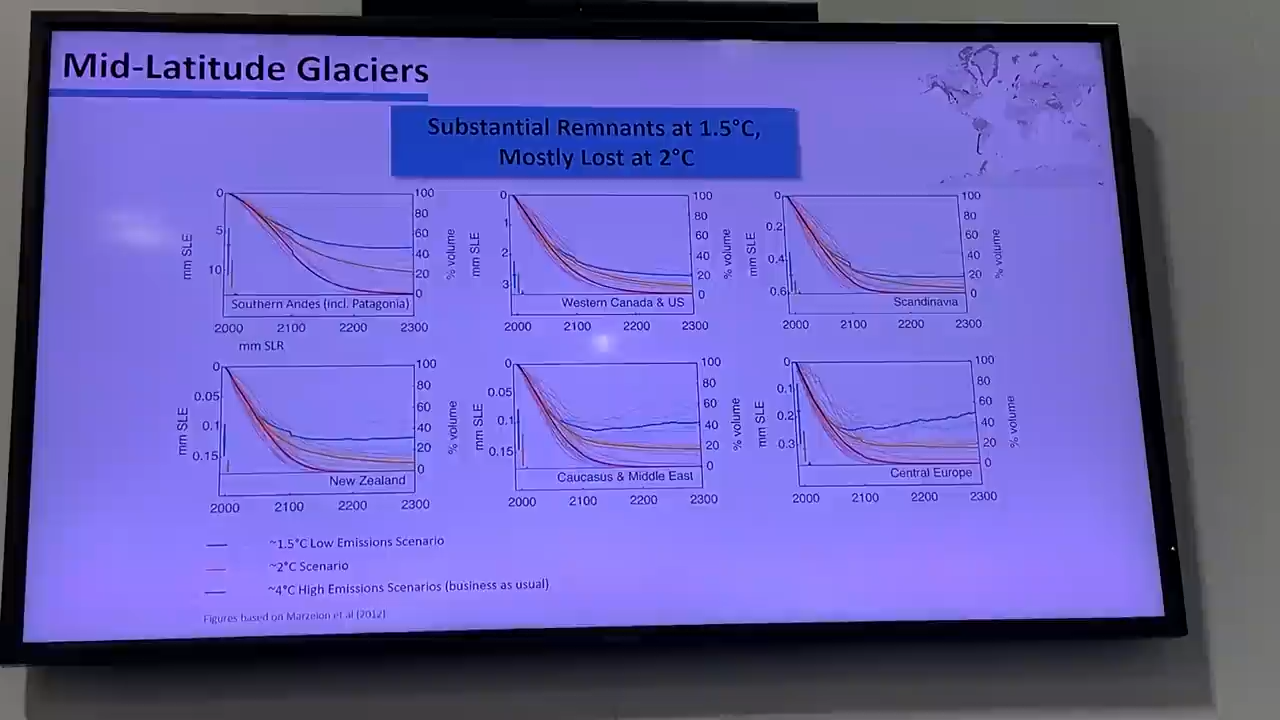 Mid-Latitude Glaciers
Substantial Remnants at 1.5°C,
Mostly Lost at 2°C
0
5
10
mm SLE
100
80
60
40
20
0
% volume
Southern Andes (incl. Patagonia)
2000 2100 2200 2300
mm SLR
0
1
2
3
mm SLE
100
80
60
40
20
0
% volume
Western Canada & US
2000 2100 2200 2300
0
0.2
0.4
0.6
mm SLE
100
80
60
40
20
0
% volume
Scandinavia
2000 2100 2200 2300
0
0.05
0.1
0.15
mm SLE
100
80
60
40
20
0
% volume
New Zealand
2000 2100 2200 2300
0
0.05
0.1
0.15
mm SLE
100
80
60
40
20
0
% volume
Caucasus & Middle East
2000 2100 2200 2300
0
0.1
0.2
0.3
mm SLE
100
80
60
40
20
0
% volume
Central Europe
2000 2100 2200 2300
~1.5°C Low Emissions Scenario
~2°C Scenario
~4°C High Emissions Scenarios (business as usual)
Figures based on Marzeion et al (2012)